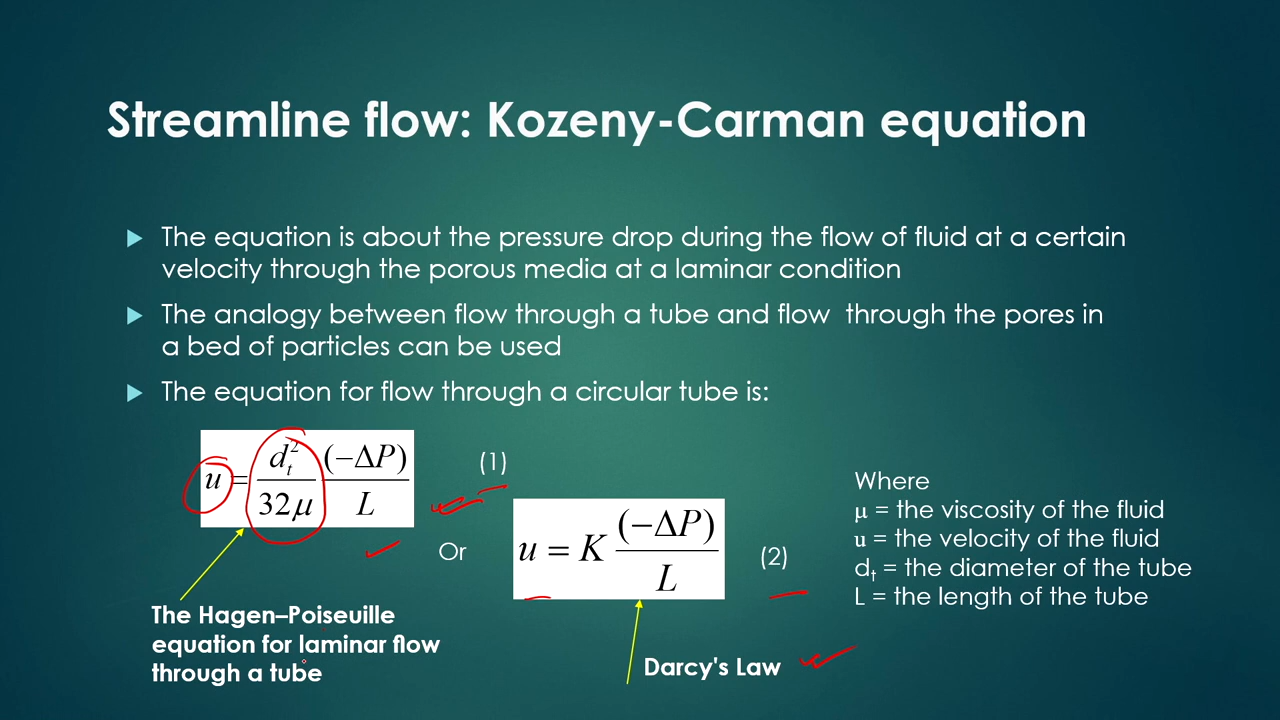 Streamline flow: Kozeny-Carman equation
The equation is about the pressure drop during the flow of fluid at a certain
velocity through the porous media at a laminar condition
The analogy between flow through a tube and flow through the pores in
a bed of particles can be used
The equation for flow through a circular tube is:
u = d_t^2 / 32μ (−ΔP) / L (1)
Or
u = K (−ΔP) / L (2)
Where
μ = the viscosity of the fluid
u = the velocity of the fluid
d_t = the diameter of the tube
L = the length of the tube
The Hagen–Poiseuille
equation for laminar flow
through a tube
Darcy's Law